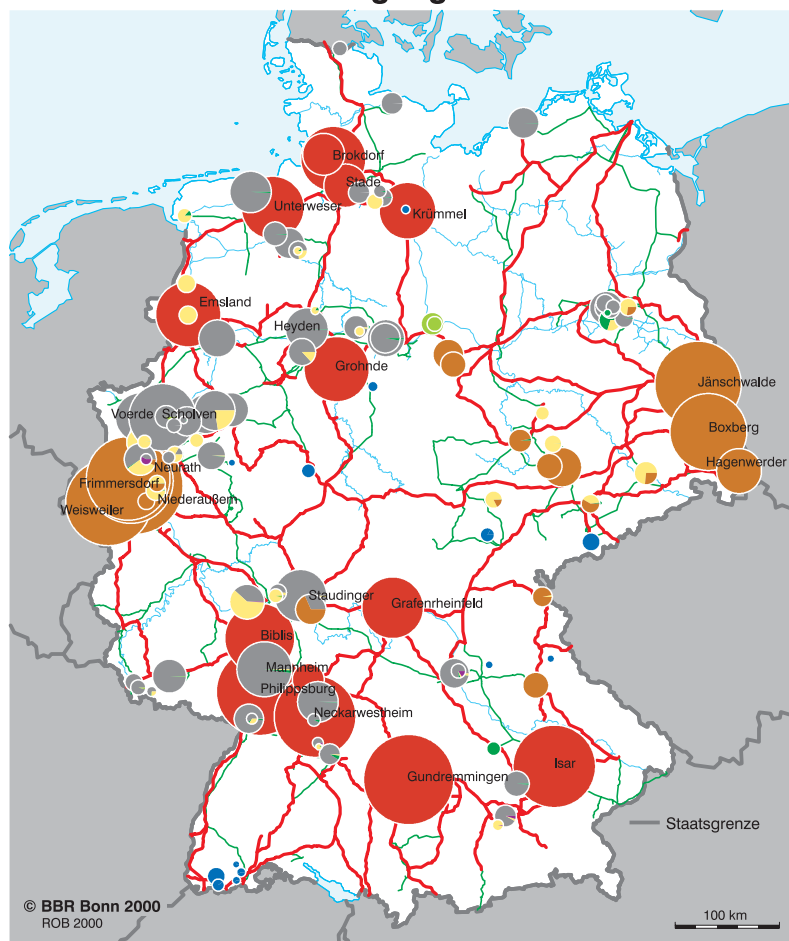 Brokdorf
Stade
Unterweser
Krümmel
Emsland
Heyden
Grohnde
Jänschwalde
Voerde
Scholven
Boxberg
Hagenwerder
Neurath
Frimmersdorf
Niederaußem
Weisweiler
Staudinger
Grafenrheinfeld
Biblis
Mannheim
Philippsburg
Neckarwestheim
Isar
Gundremmingen
Staatsgrenze
© BBR Bonn 2000
ROB 2000
100 km